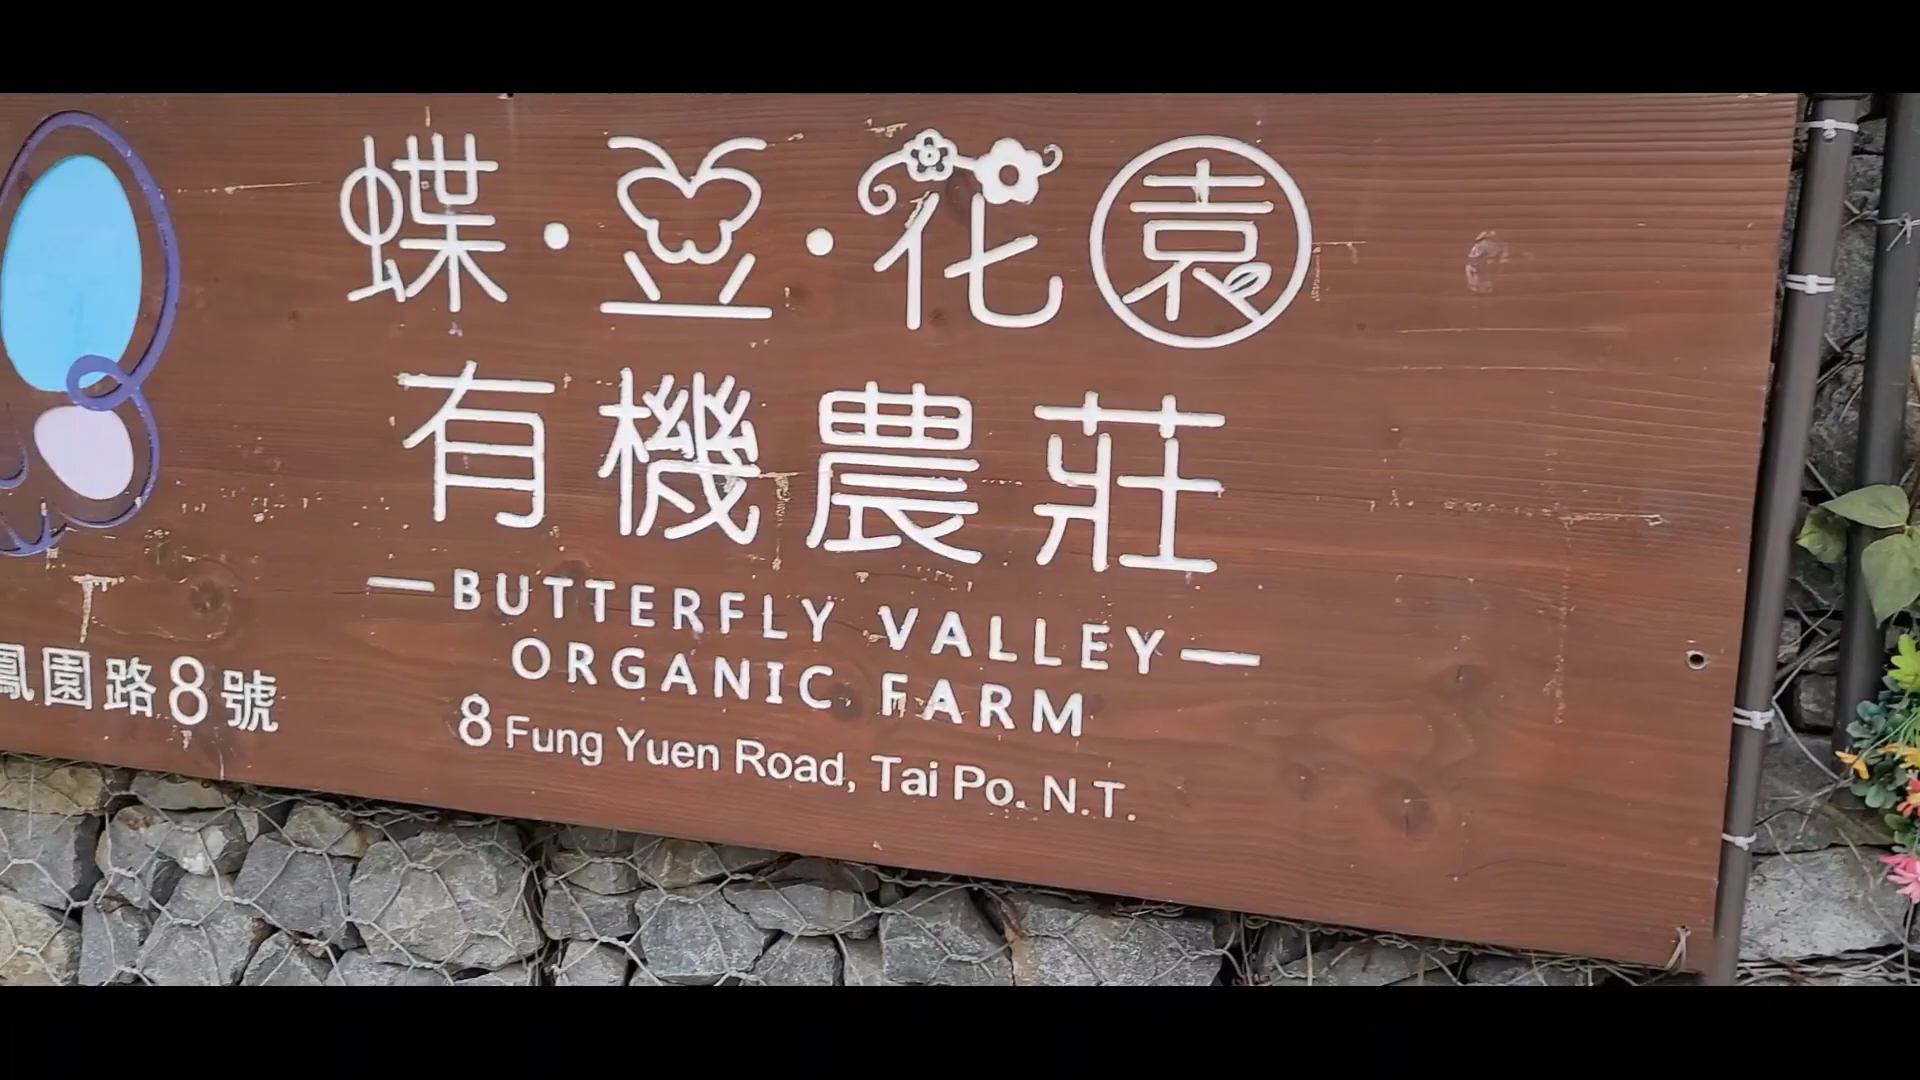 蝶·豆·花園
有機農莊
—BUTTERFLY VALLEY—
ORGANIC FARM
鳳園路8號
8 Fung Yuen Road, Tai Po. N.T.